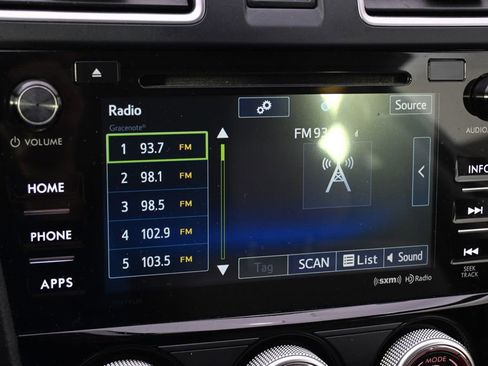 Radio
Source
Gracenote®
FM 93
1 93.7 FM
2 98.1 FM
3 98.5 FM
4 102.9 FM
5 103.5 FM
Tag SCAN List Sound
((sxm)) HD Radio
VOLUME
HOME
PHONE
APPS
AUDIO
INFO
SEEK
TRACK
MODE